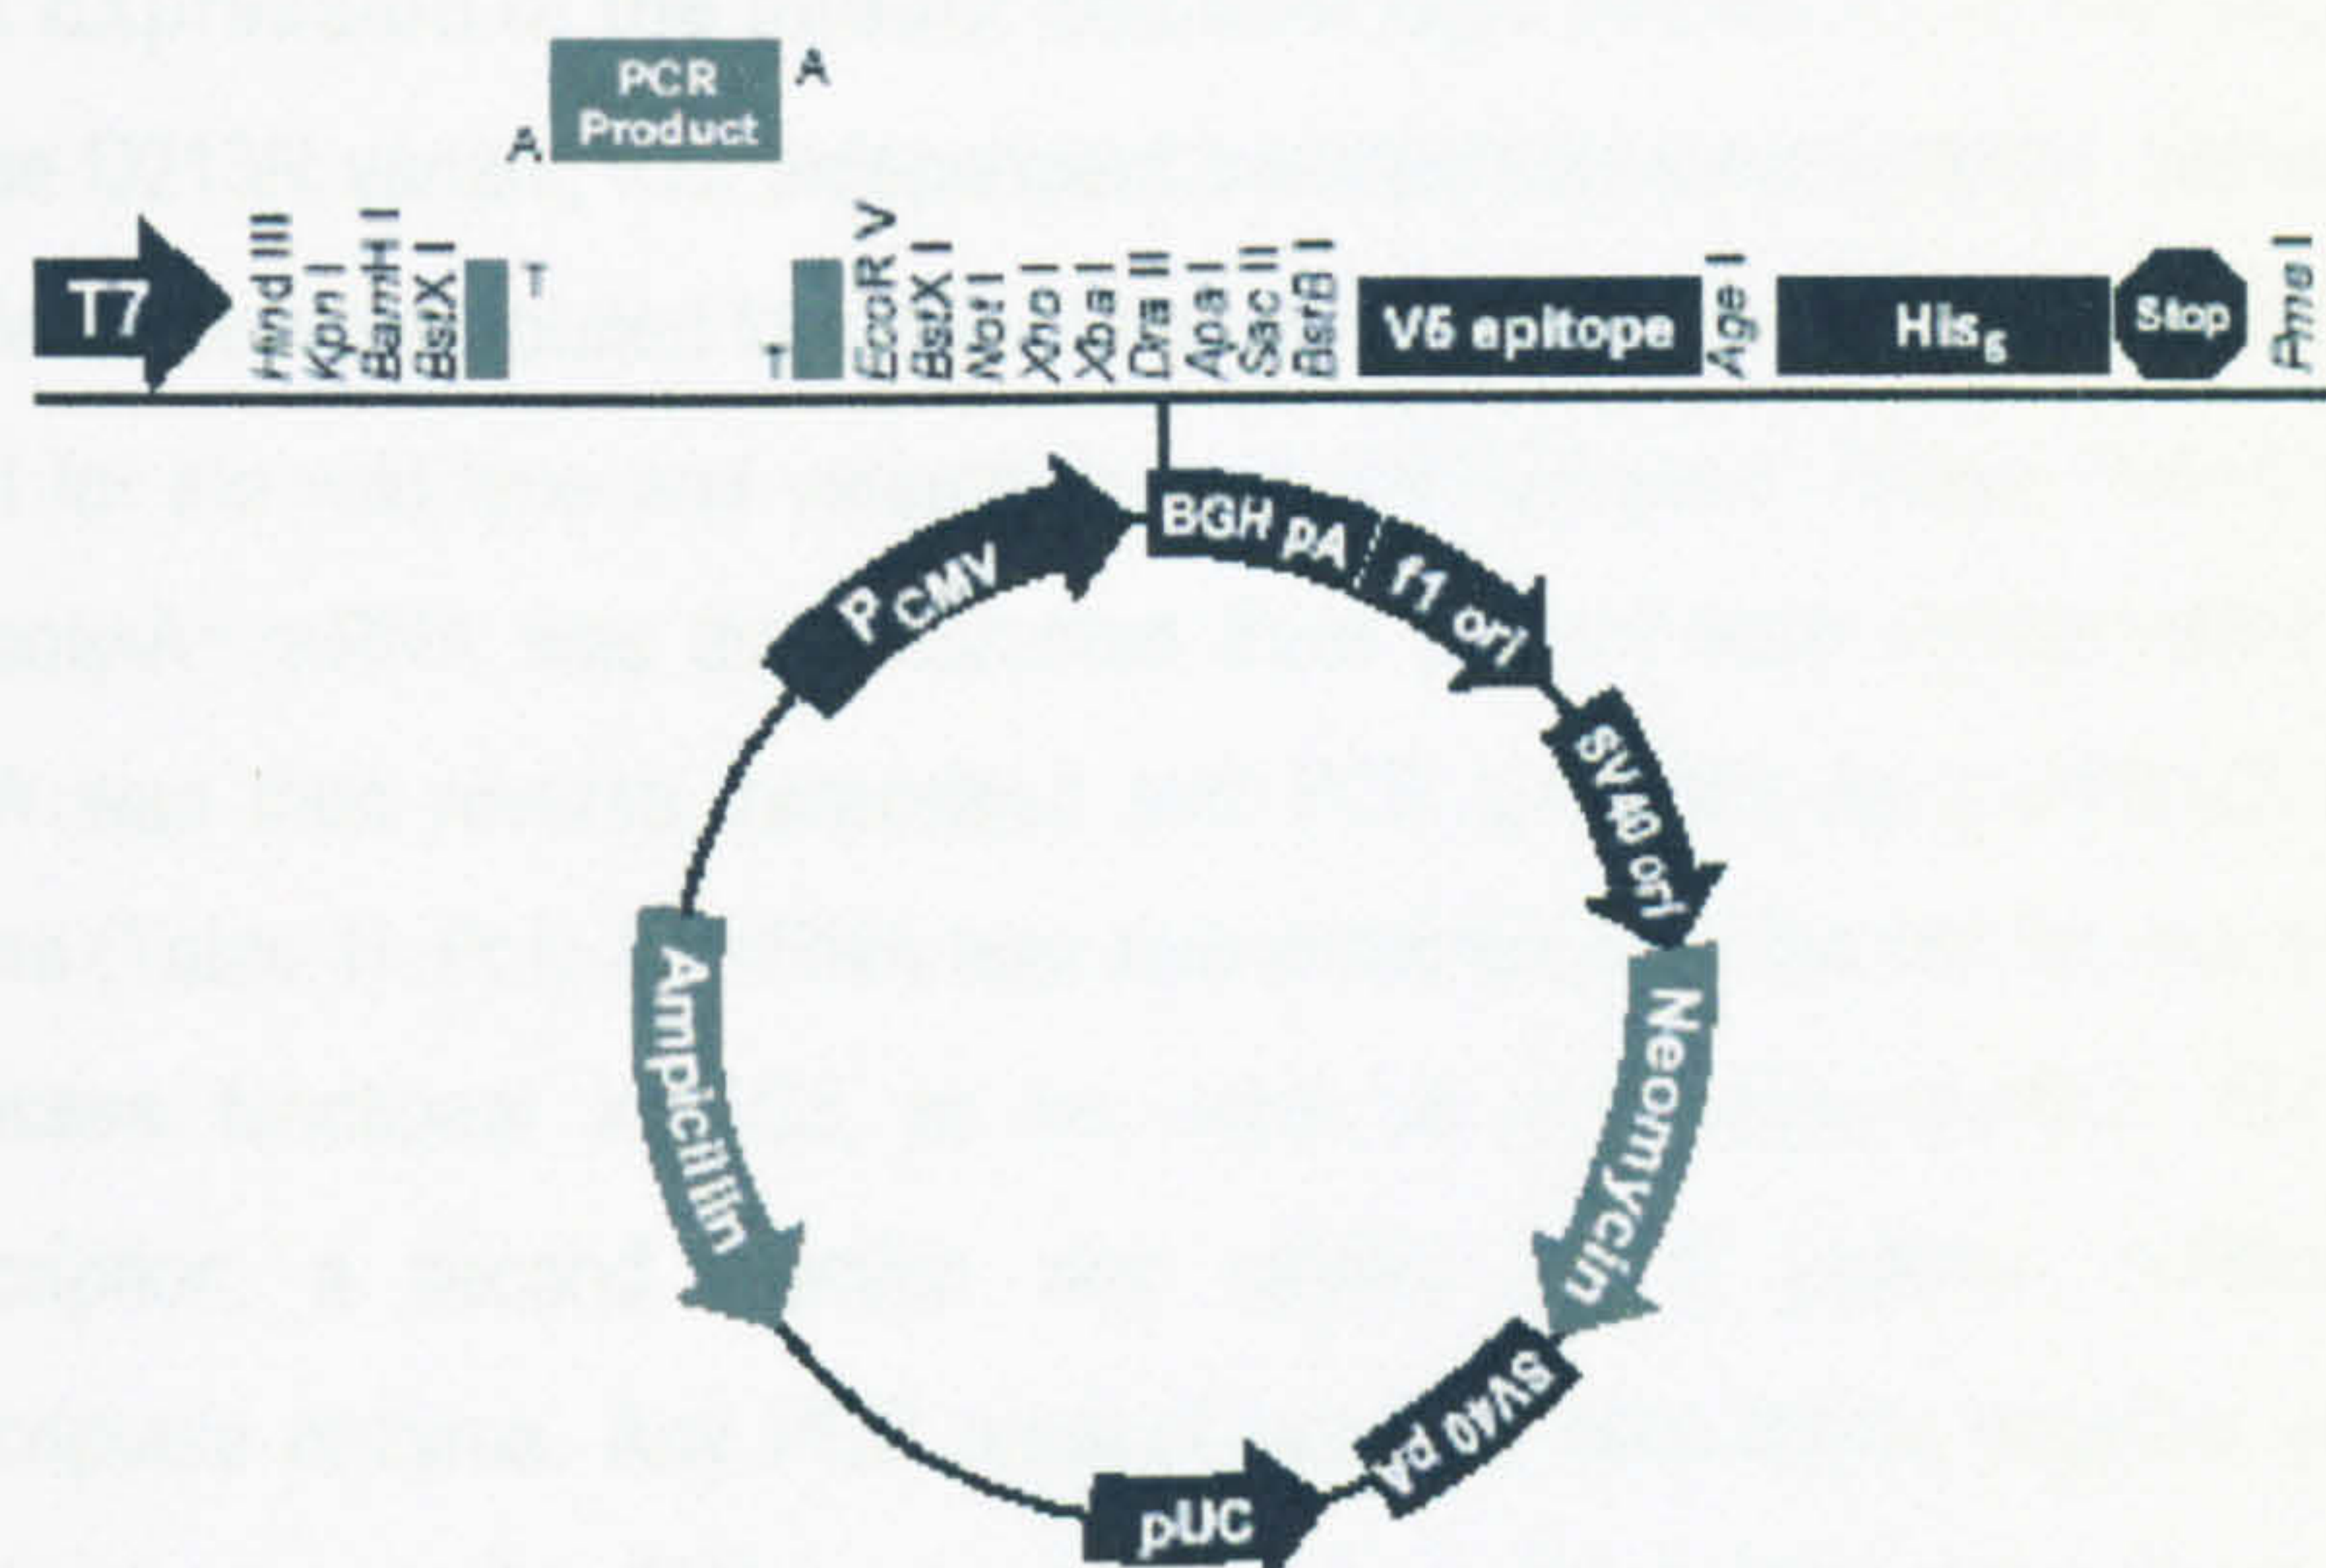 PCR
Product
A
A
T7
Hind III
Kpn I
BamH I
BstX I
T
T
EcoR V
BstX I
Not I
Xho I
Xba I
Dra II
Apa I
Sac II
BstB I
V5 epitope
Age I
His6
Stop
Pme I
P CMV
BGH pA
f1 ori
SV40 ori
Neomycin
SV40 pA
pUC
Ampicillin